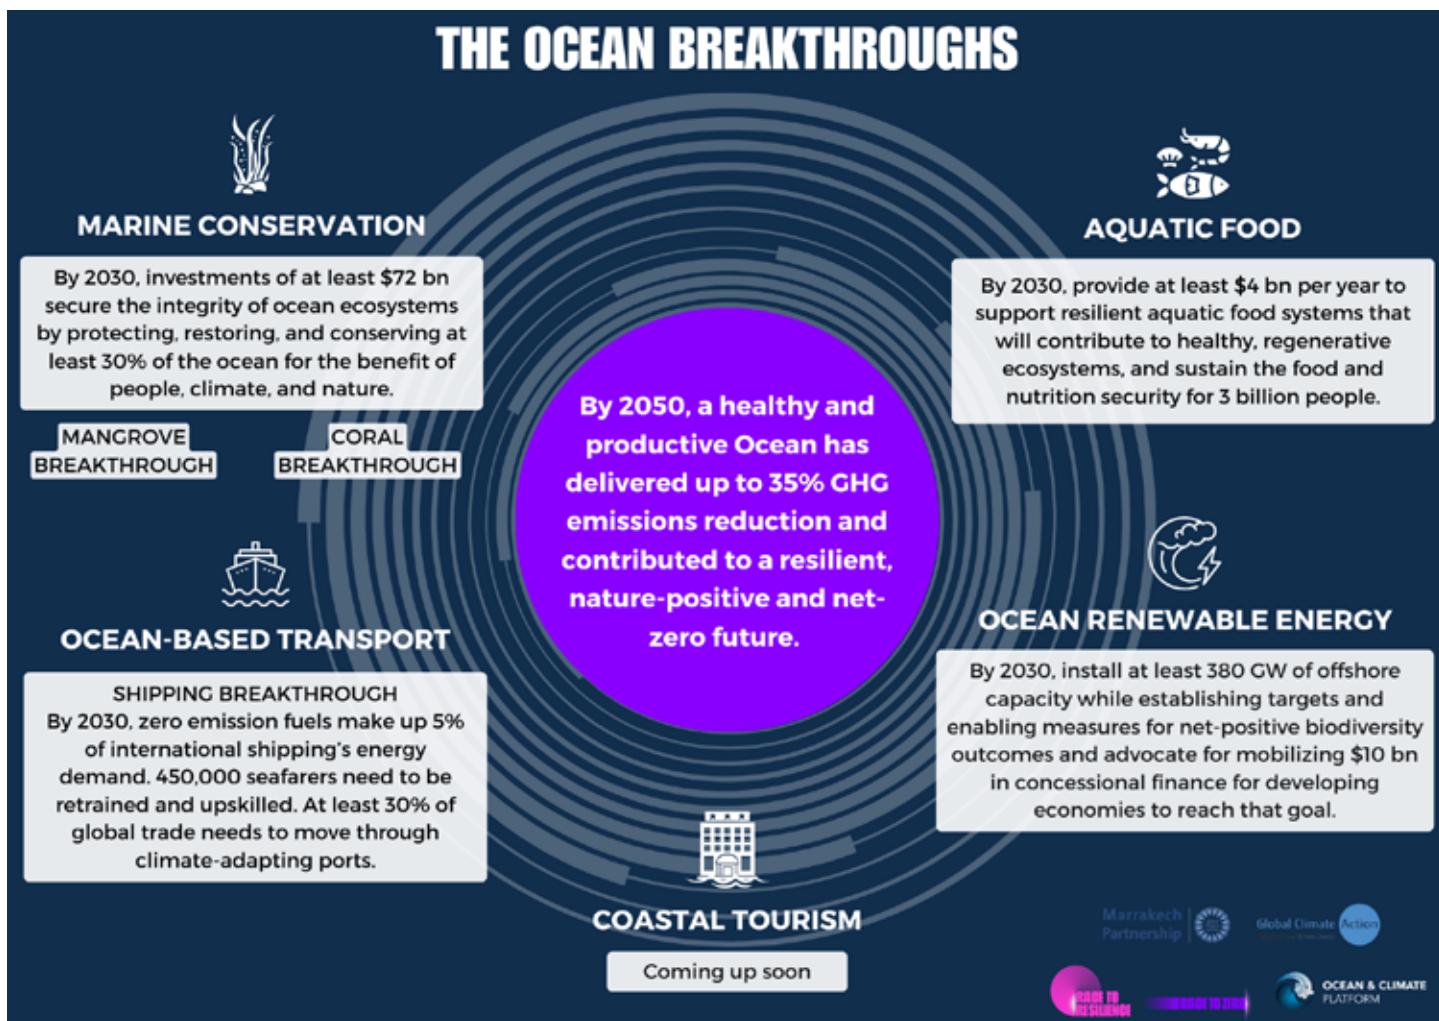 THE OCEAN BREAKTHROUGHS
MARINE CONSERVATION
By 2030, investments of at least $72 bn
secure the integrity of ocean ecosystems
by protecting, restoring, and conserving at
least 30% of the ocean for the benefit of
people, climate, and nature.
MANGROVE
BREAKTHROUGH
CORAL
BREAKTHROUGH
AQUATIC FOOD
By 2030, provide at least $4 bn per year to
support resilient aquatic food systems that
will contribute to healthy, regenerative
ecosystems, and sustain the food and
nutrition security for 3 billion people.
By 2050, a healthy and
productive Ocean has
delivered up to 35% GHG
emissions reduction and
contributed to a resilient,
nature-positive and net-
zero future.
OCEAN-BASED TRANSPORT
SHIPPING BREAKTHROUGH
By 2030, zero emission fuels make up 5%
of international shipping's energy
demand. 450,000 seafarers need to be
retrained and upskilled. At least 30% of
global trade needs to move through
climate-adapting ports.
OCEAN RENEWABLE ENERGY
By 2030, install at least 380 GW of offshore
capacity while establishing targets and
enabling measures for net-positive biodiversity
outcomes and advocate for mobilizing $10 bn
in concessional finance for developing
economies to reach that goal.
COASTAL TOURISM
Coming up soon
Marrakech
Partnership
Global Climate Action
RACE TO
RESILIENCE
RACE TO ZERO
OCEAN & CLIMATE
PLATFORM